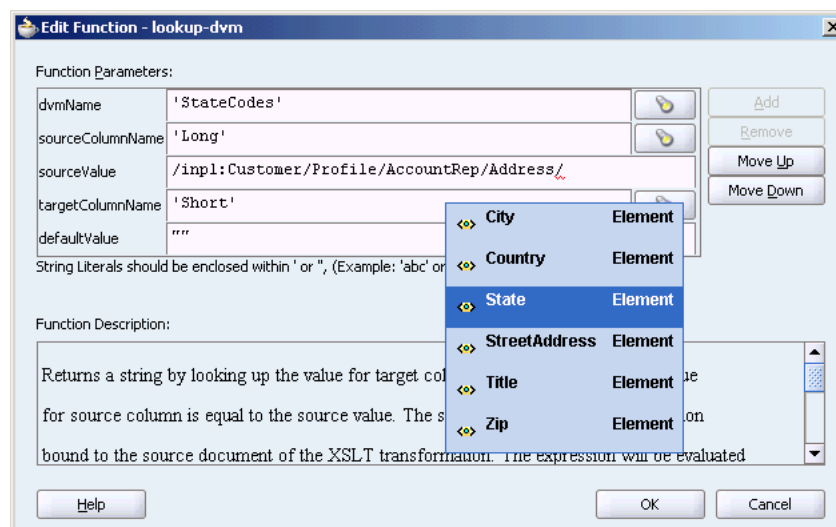 Edit Function - lookup-dvm
Function Parameters:
dvmName 'StateCodes'
sourceColumnName 'Long'
sourceValue /inp1:Customer/Profile/AccountRep/Address/
targetColumnName 'Short'
defaultValue ""
Add
Remove
Move Up
Move Down
String Literals should be enclosed within ' or ", (Example: 'abc' or
City Element
Country Element
State Element
StreetAddress Element
Title Element
Zip Element
Function Description:
Returns a string by looking up the value for target
for source column is equal to the source value. The
bound to the source document of the XSLT transformation. The expression will be evaluated
Help
OK
Cancel